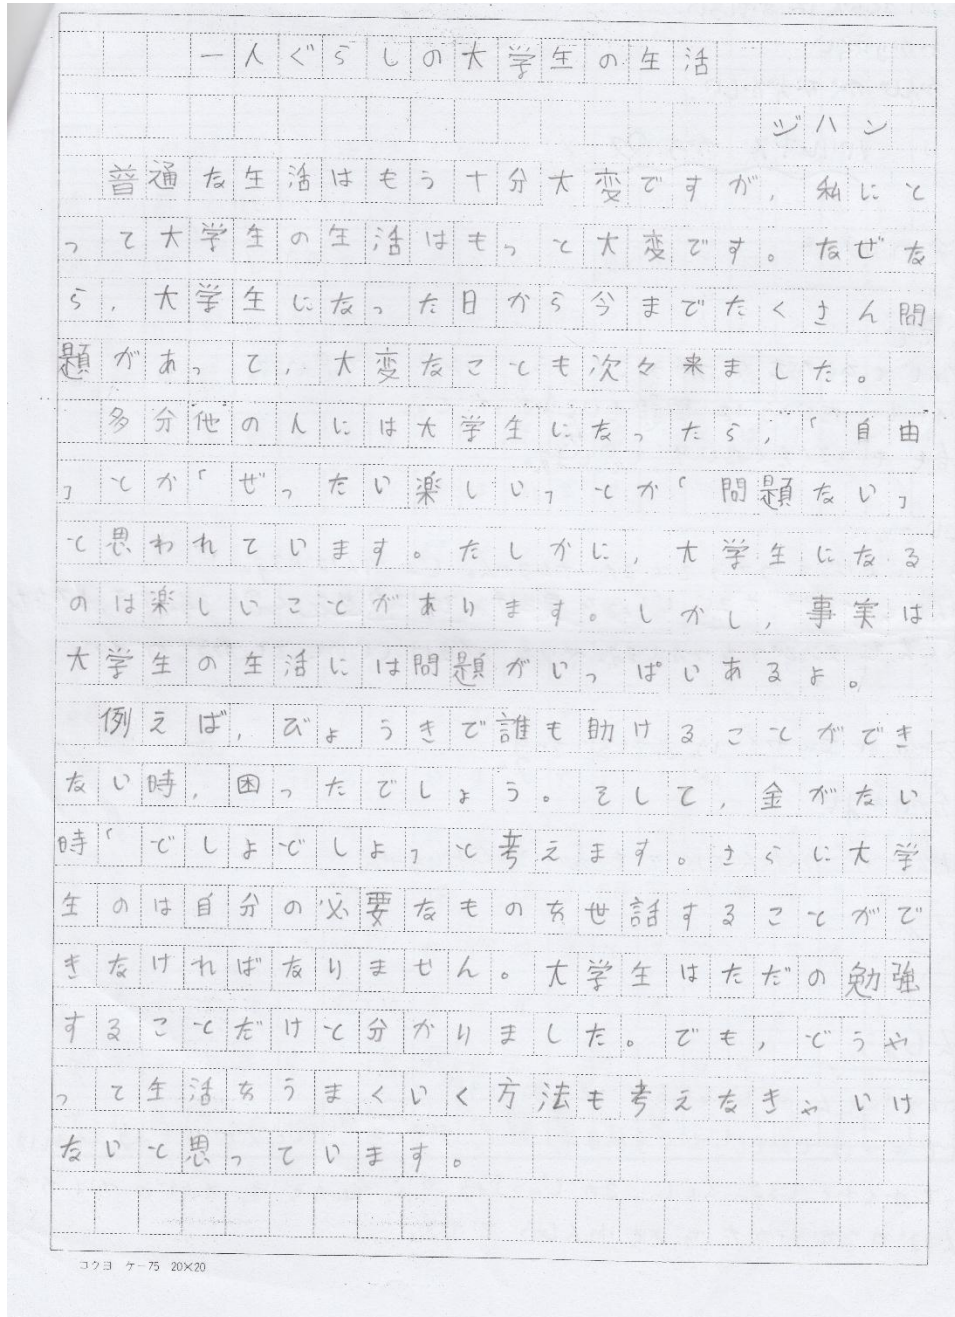 一人ぐらしの大学生の生活
ジハン
普通な生活はもう十分大変ですが,私にと
って大学生の生活はもっと大変です。なぜな
ら,大学生になった日から今までたくさん問
題があって,大変なことも次々来ました。
多分他の人には大学生になったら,「自由
」とか「ぜったい楽しい」とか「問題ない」
と思われています。たしかに,大学生になる
のは楽しいことがあります。しかし,事実は
大学生の生活には問題がいっぱいあるよ。
例えば,びょうきで誰も助けることができ
ない時,困ったでしょう。そして,金がない
時「どしよどしよ」と考えます。さらに大学
生のは自分の必要なものを世話することがで
きなければなりません。大学生はただの勉強
することだけと分かりました。でも,どうや
って生活をうまくいく方法も考えなきゃいけ
ないと思っています。
コクヨ ケー75 20×20